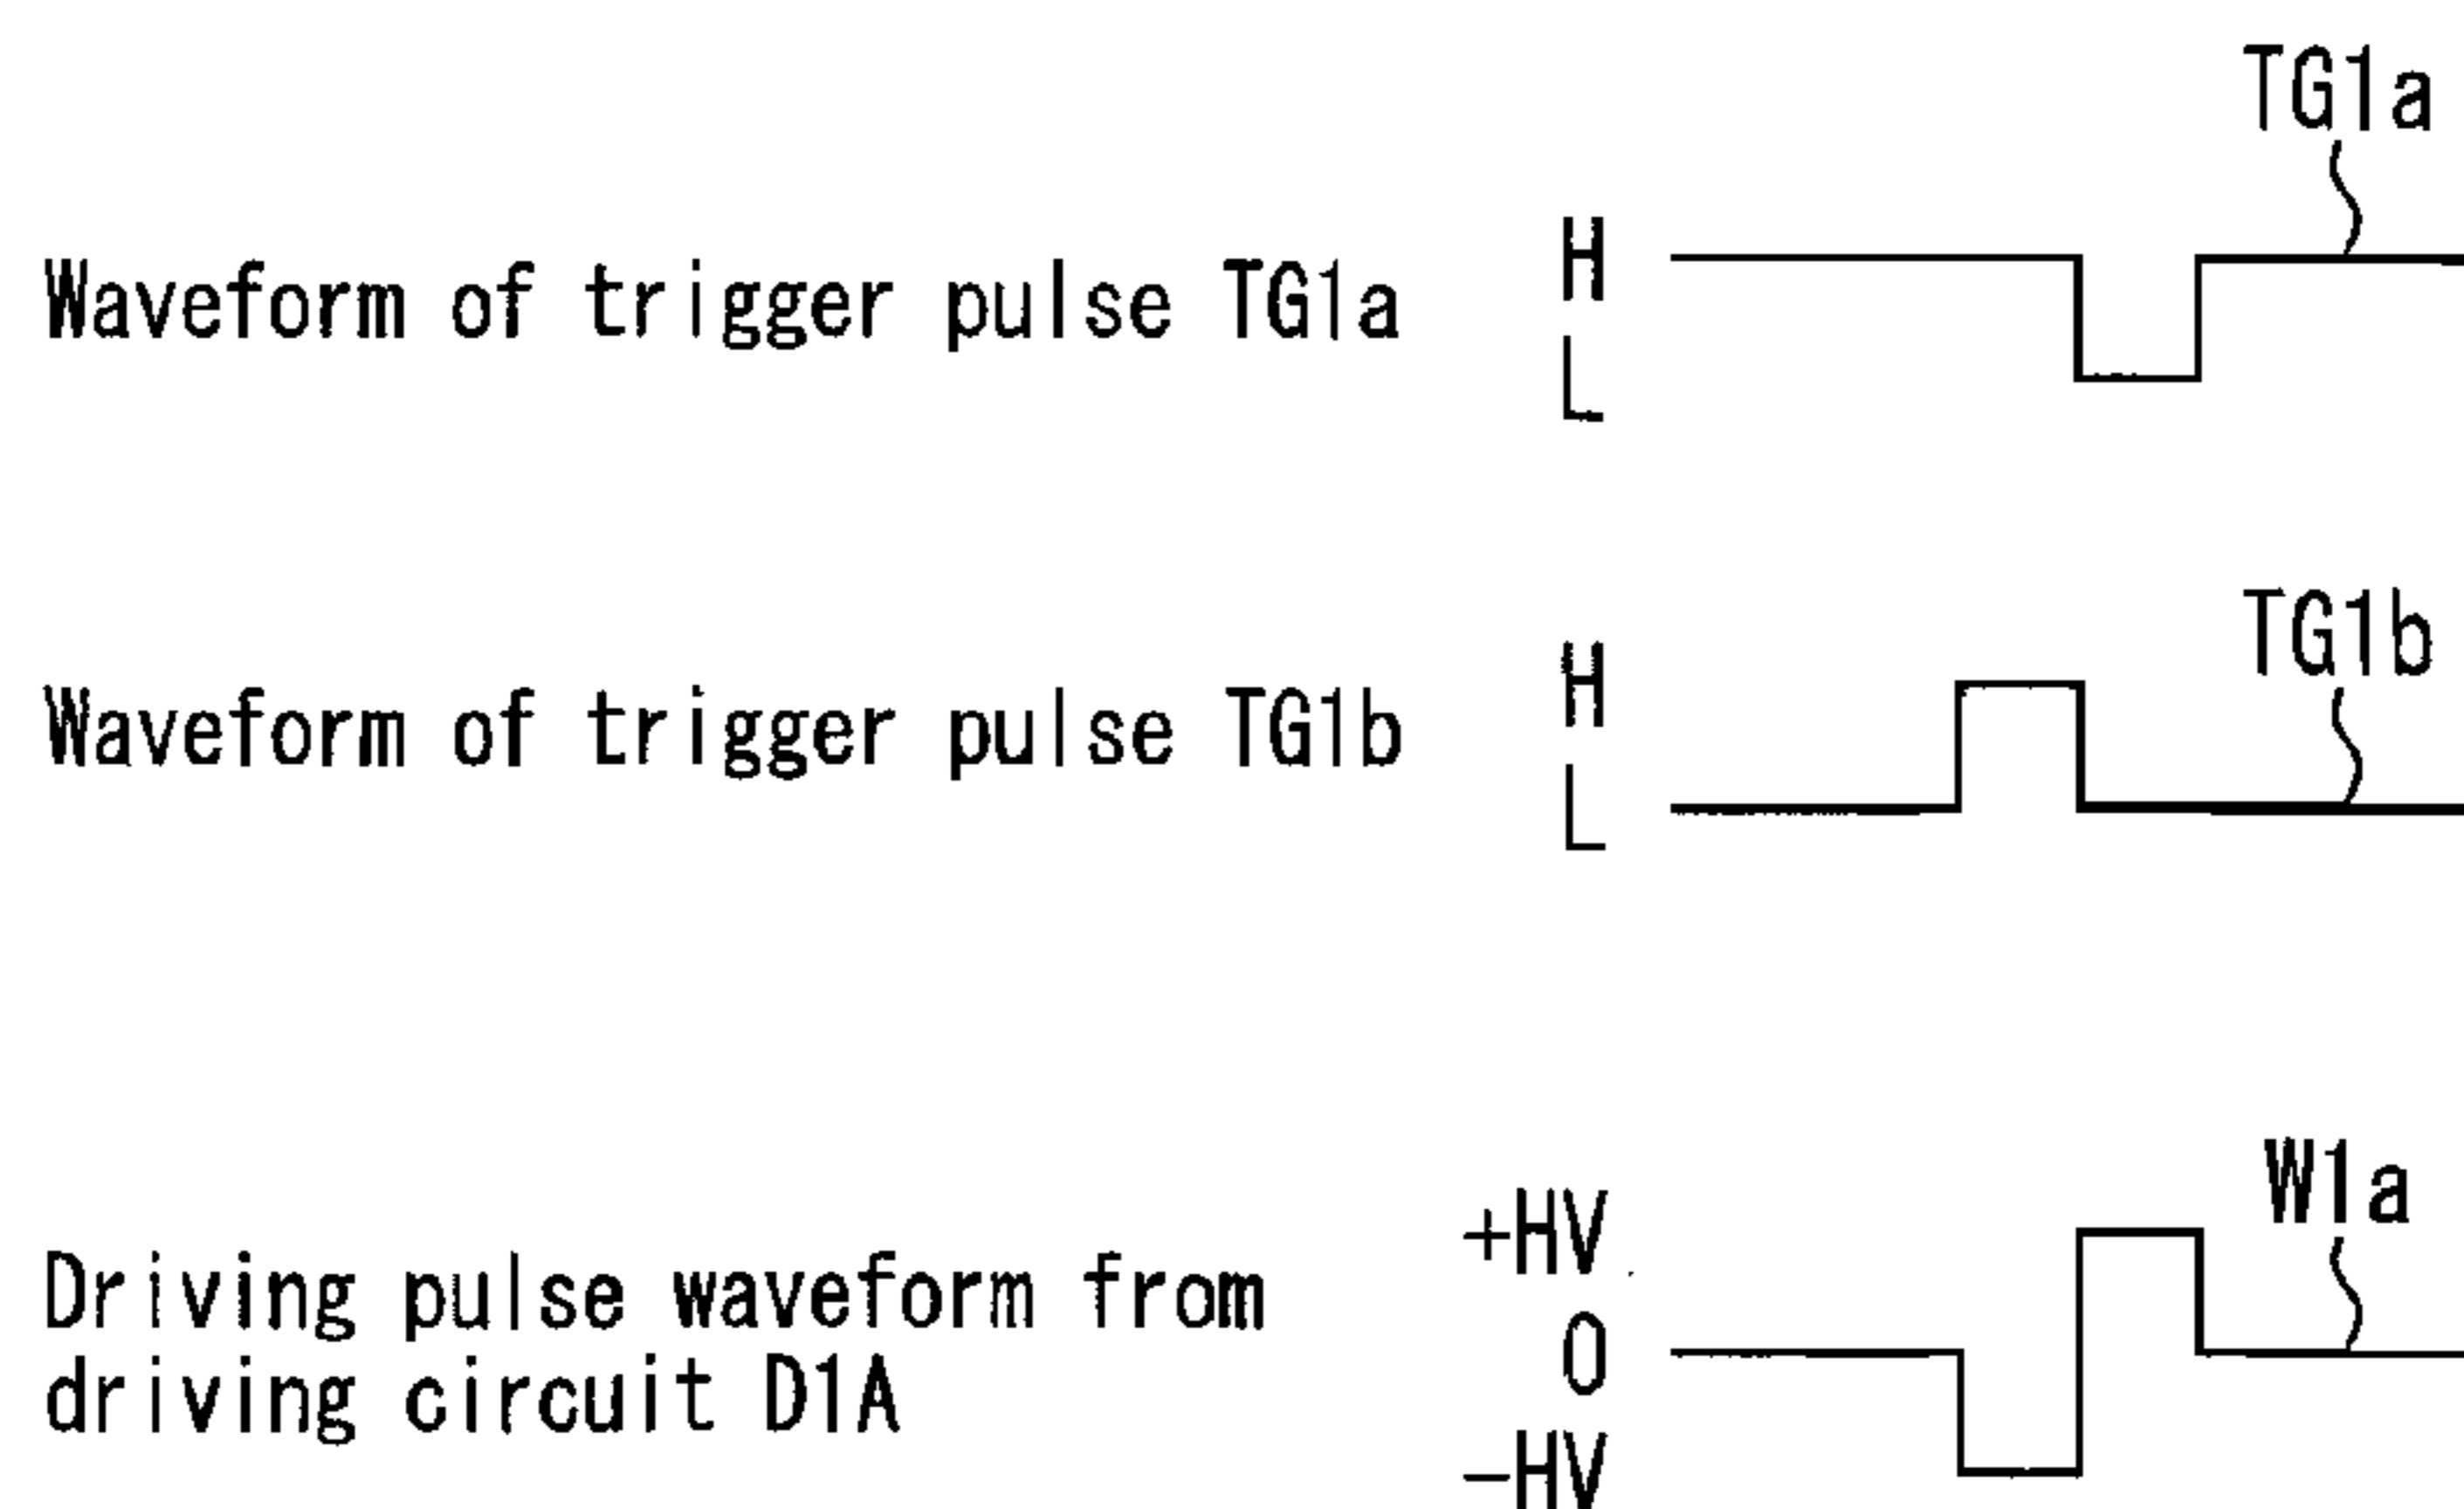 TG1a
Waveform of trigger pulse TG1a
H
L
TG1b
Waveform of trigger pulse TG1b
H
L
W1a
Driving pulse waveform from
driving circuit D1A
+HV
0
-HV